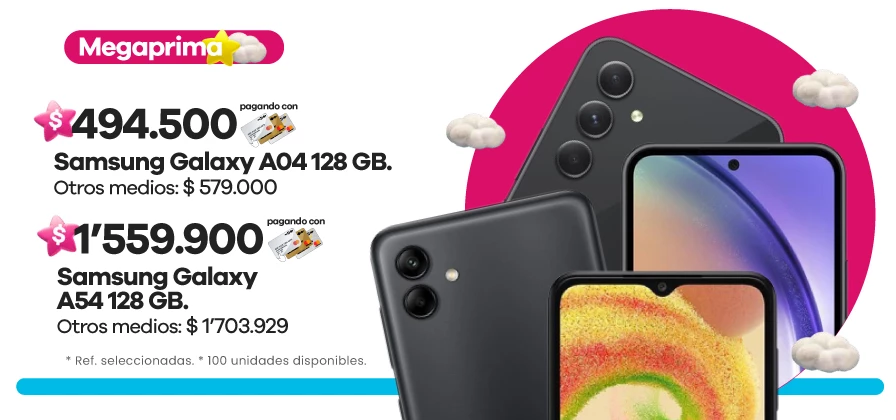 Megaprima
$ 494.500 pagando con
Samsung Galaxy A04 128 GB.
Otros medios: $ 579.000
$ 1'559.900 pagando con
Samsung Galaxy
A54 128 GB.
Otros medios: $ 1'703.929
* Ref. seleccionadas. * 100 unidades disponibles.